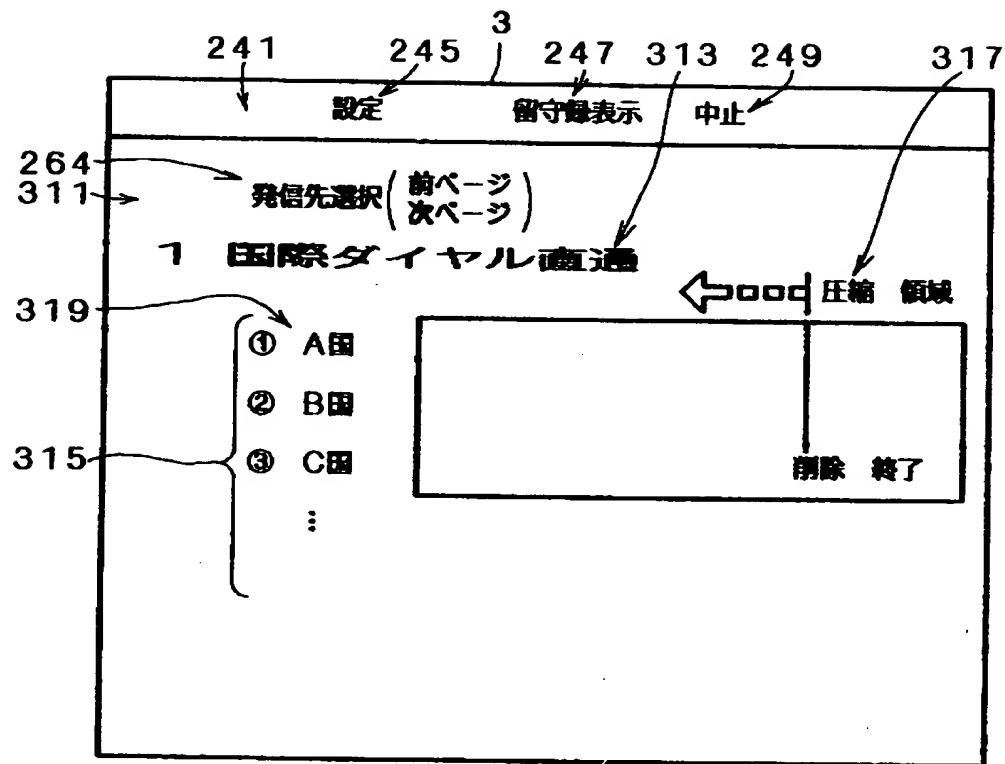 3
241 245 247 313 249 317
設定 留守録表示 中止
264
311
発信先選択(前ページ
次ページ)
1 国際ダイヤル直通
圧縮 領域
319
① A国
② B国
315 ③ C国
⋮
削除 終了